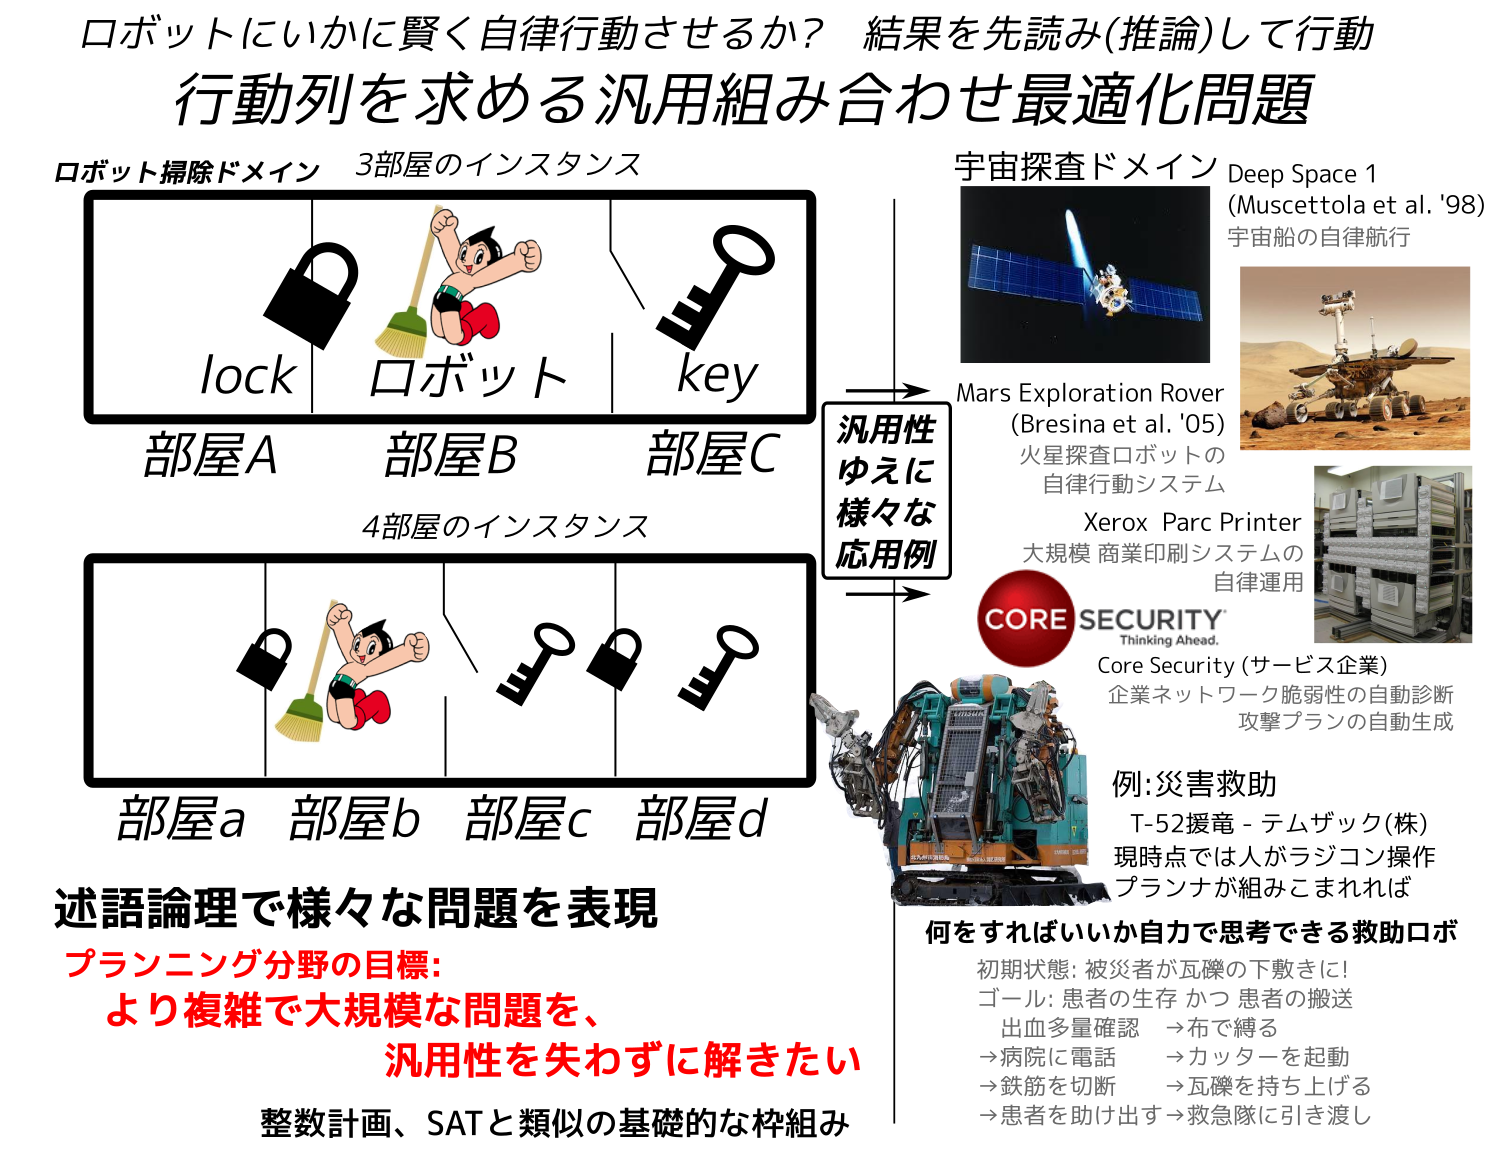 ロボットにいかに賢く自律行動させるか? 結果を先読み(推論)して行動
行動列を求める汎用組み合わせ最適化問題
ロボット掃除ドメイン 3部屋のインスタンス
lock ロボット key
部屋A 部屋B 部屋C
4部屋のインスタンス
部屋a 部屋b 部屋c 部屋d
述語論理で様々な問題を表現
プランニング分野の目標:
より複雑で大規模な問題を、
汎用性を失わずに解きたい
整数計画、SATと類似の基礎的な枠組み
汎用性
ゆえに
様々な
応用例
宇宙探査ドメイン
Deep Space 1
(Muscettola et al. '98)
宇宙船の自律航行
Mars Exploration Rover
(Bresina et al. '05)
火星探査ロボットの
自律行動システム
Xerox Parc Printer
大規模 商業印刷システムの
自律運用
CORE SECURITY
Thinking Ahead.
Core Security (サービス企業)
企業ネットワーク脆弱性の自動診断
攻撃プランの自動生成
例:災害救助
T-52援竜 - テムザック(株)
現時点では人がラジコン操作
プランナが組みこまれれば
何をすればいいか自力で思考できる救助ロボ
初期状態: 被災者が瓦礫の下敷きに!
ゴール: 患者の生存 かつ 患者の搬送
出血多量確認 →布で縛る
→病院に電話 →カッターを起動
→鉄筋を切断 →瓦礫を持ち上げる
→患者を助け出す→救急隊に引き渡し